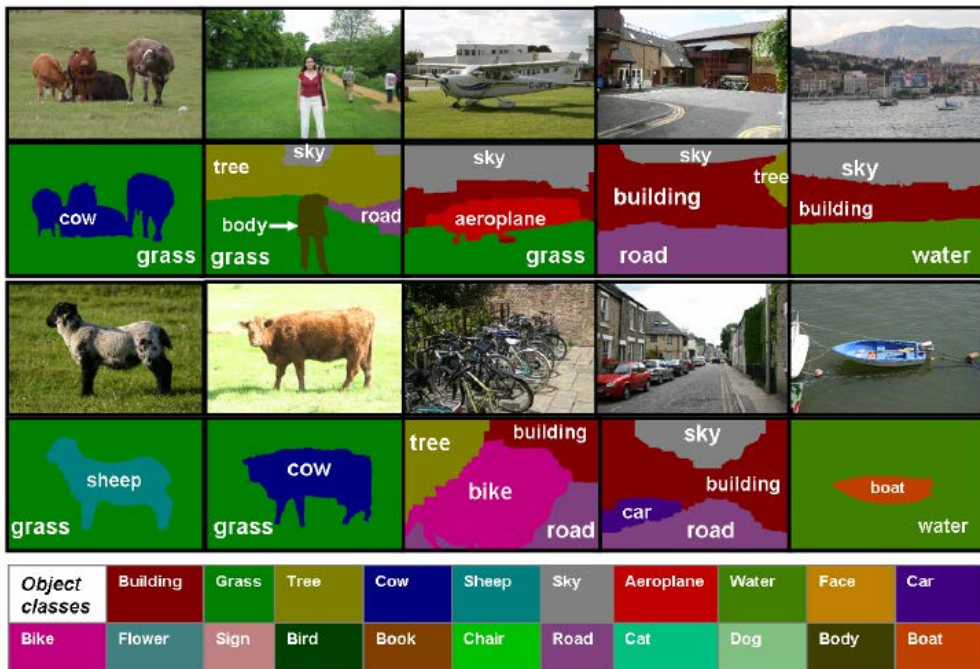 sky
tree
body
road
grass
cow
grass
sky
aeroplane
grass
sky
building
tree
road
sky
building
water
sheep
grass
cow
grass
tree
building
bike
road
sky
building
car
road
boat
water
Object classes
Building
Grass
Tree
Cow
Sheep
Sky
Aeroplane
Water
Face
Car
Bike
Flower
Sign
Bird
Book
Chair
Road
Cat
Dog
Body
Boat